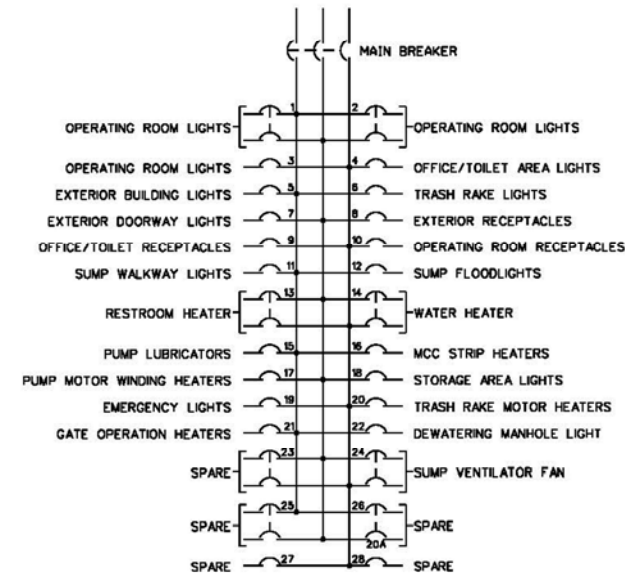 MAIN BREAKER
1 2
OPERATING ROOM LIGHTS OPERATING ROOM LIGHTS
OPERATING ROOM LIGHTS 3 4 OFFICE/TOILET AREA LIGHTS
EXTERIOR BUILDING LIGHTS 5 6 TRASH RAKE LIGHTS
EXTERIOR DOORWAY LIGHTS 7 8 EXTERIOR RECEPTACLES
OFFICE/TOILET RECEPTACLES 9 10 OPERATING ROOM RECEPTACLES
SUMP WALKWAY LIGHTS 11 12 SUMP FLOODLIGHTS
13 14
RESTROOM HEATER WATER HEATER
PUMP LUBRICATORS 15 16 MCC STRIP HEATERS
PUMP MOTOR WINDING HEATERS 17 18 STORAGE AREA LIGHTS
EMERGENCY LIGHTS 19 20 TRASH RAKE MOTOR HEATERS
GATE OPERATION HEATERS 21 22 DEWATERING MANHOLE LIGHT
23 24
SPARE SUMP VENTILATOR FAN
25 26
SPARE SPARE
20A
SPARE 27 28 SPARE